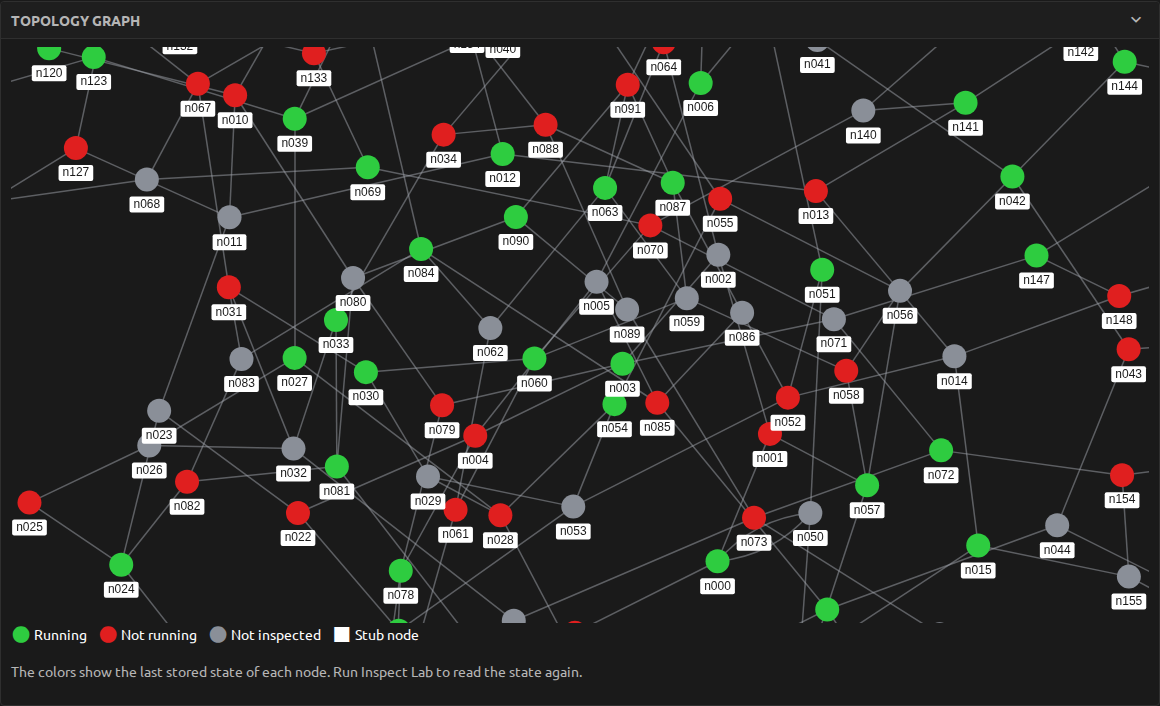 TOPOLOGY GRAPH
n040
n142
n120
n123
n133
n064
n041
n144
n067
n010
n091
n006
n140
n141
n039
n034
n088
n127
n012
n068
n069
n063
n087
n055
n013
n042
n011
n090
n070
n084
n002
n080
n005
n051
n147
n031
n033
n089
n059
n086
n071
n056
n148
n062
n083
n027
n030
n060
n003
n014
n043
n023
n079
n054
n085
n052
n058
n026
n032
n004
n001
n081
n072
n025
n082
n022
n029
n061
n028
n053
n057
n154
n073
n050
n024
n078
n000
n015
n044
n155
Running
Not running
Not inspected
Stub node
The colors show the last stored state of each node. Run Inspect Lab to read the state again.